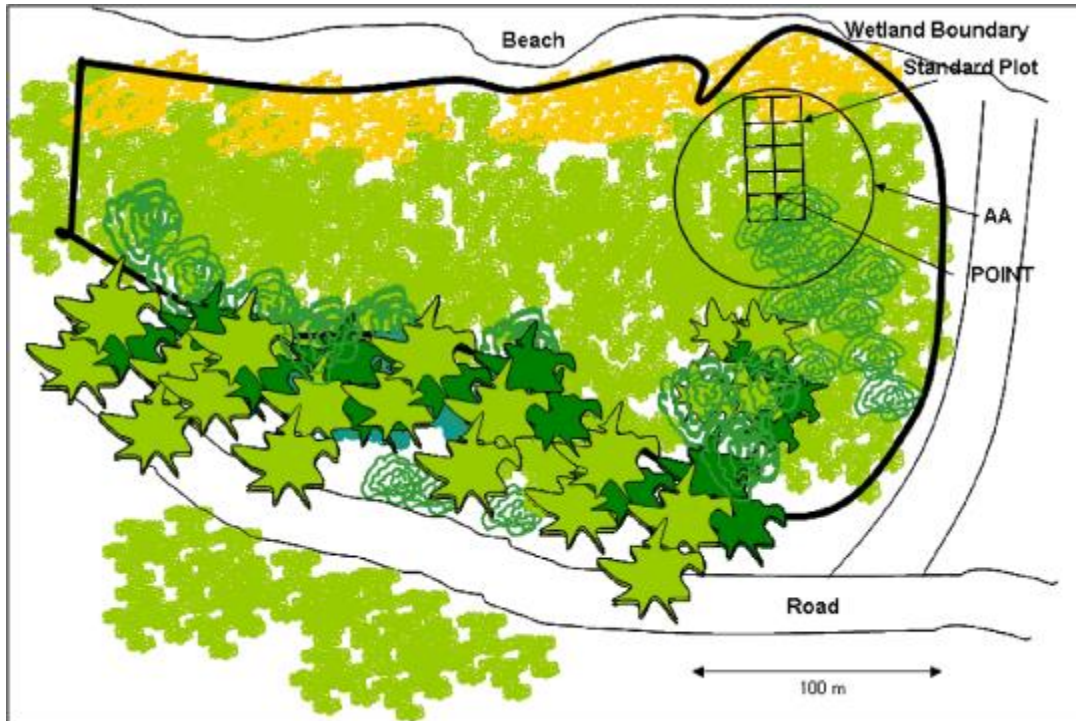 Beach
Wetland Boundary
Standard Plot
AA
POINT
Road
100 m